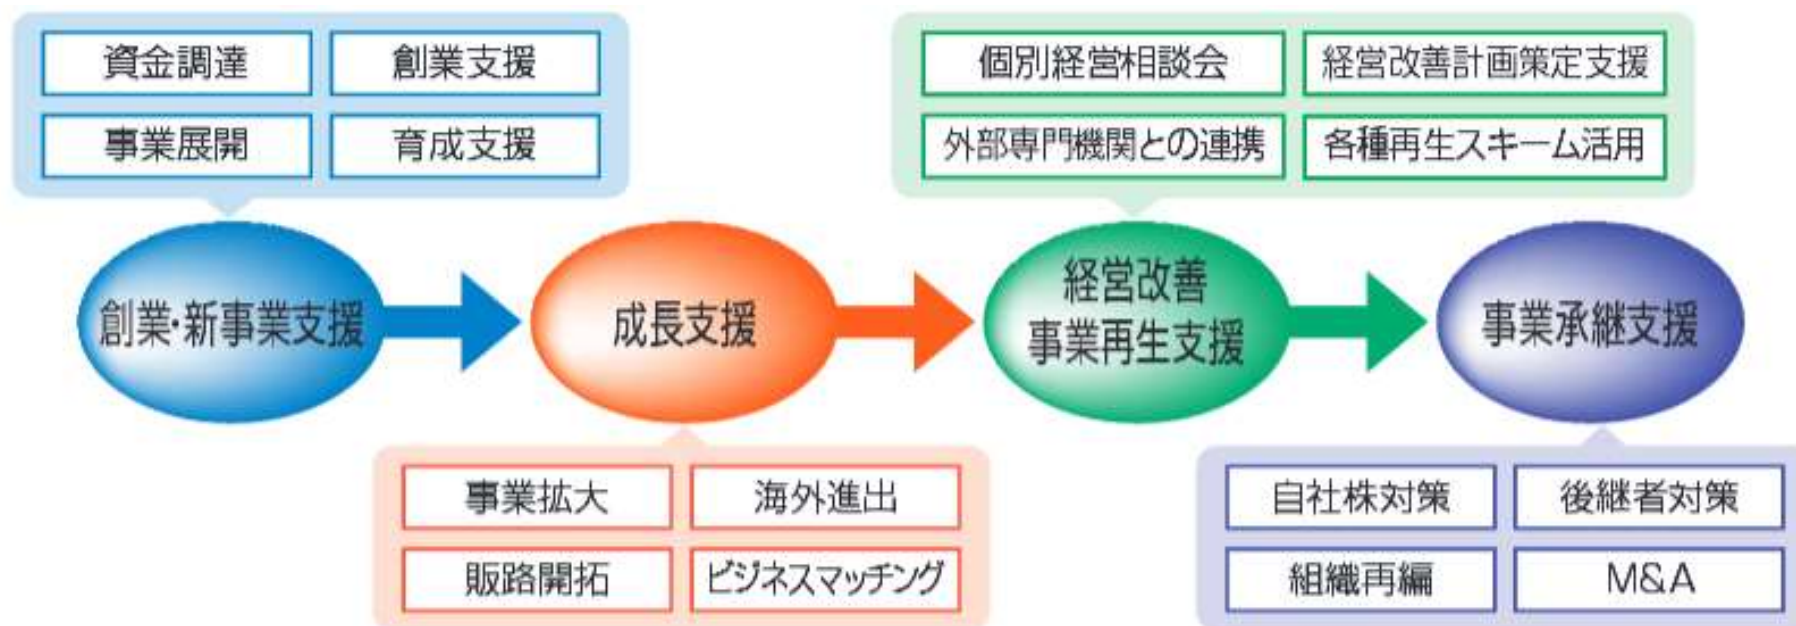 資金調達
創業支援
事業展開
育成支援
個別経営相談会
経営改善計画策定支援
外部専門機関との連携
各種再生スキーム活用
創業・新事業支援
成長支援
経営改善
事業再生支援
事業承継支援
事業拡大
海外進出
販路開拓
ビジネスマッチング
自社株対策
後継者対策
組織再編
M&A